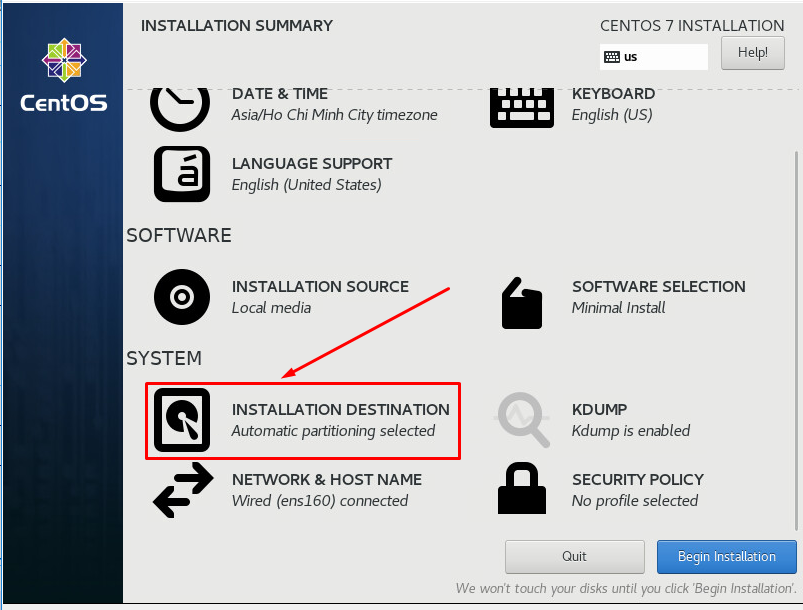 INSTALLATION SUMMARY
CENTOS 7 INSTALLATION
us
Help!
CentOS
DATE & TIME
Asia/Ho Chi Minh City timezone
KEYBOARD
English (US)
á
LANGUAGE SUPPORT
English (United States)
SOFTWARE
INSTALLATION SOURCE
Local media
SOFTWARE SELECTION
Minimal Install
SYSTEM
INSTALLATION DESTINATION
Automatic partitioning selected
KDUMP
Kdump is enabled
NETWORK & HOST NAME
Wired (ens160) connected
SECURITY POLICY
No profile selected
Quit
Begin Installation
We won't touch your disks until you click 'Begin Installation'.